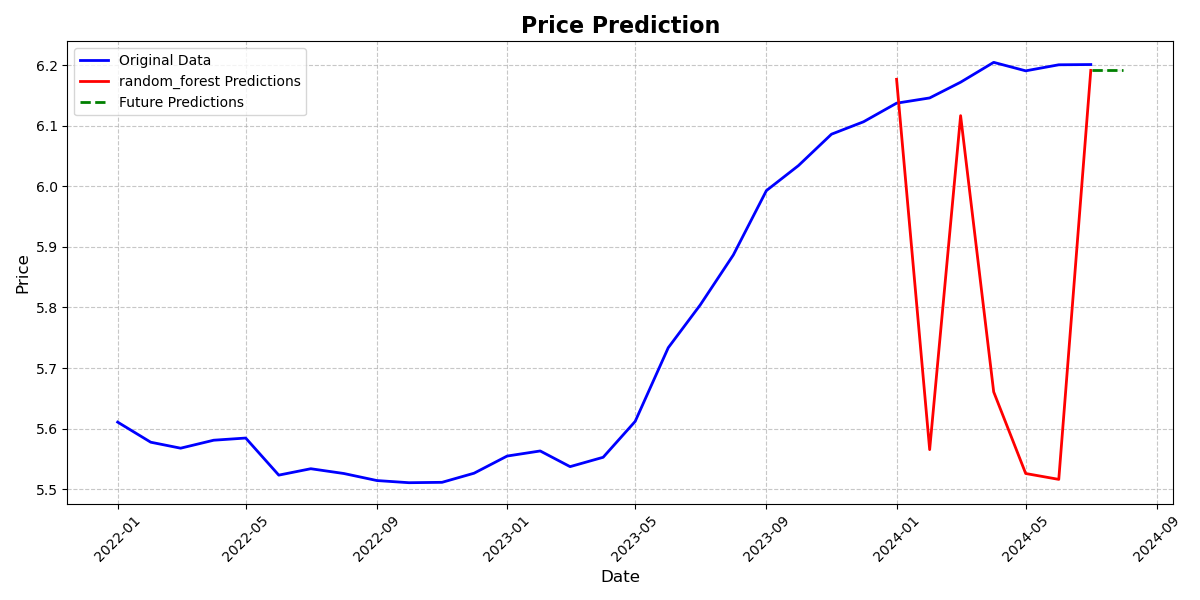 Price Prediction
Original Data
random_forest Predictions
Future Predictions
Price
6.2
6.1
6.0
5.9
5.8
5.7
5.6
5.5
2022-01
2022-05
2022-09
2023-01
2023-05
2023-09
2024-01
2024-05
2024-09
Date